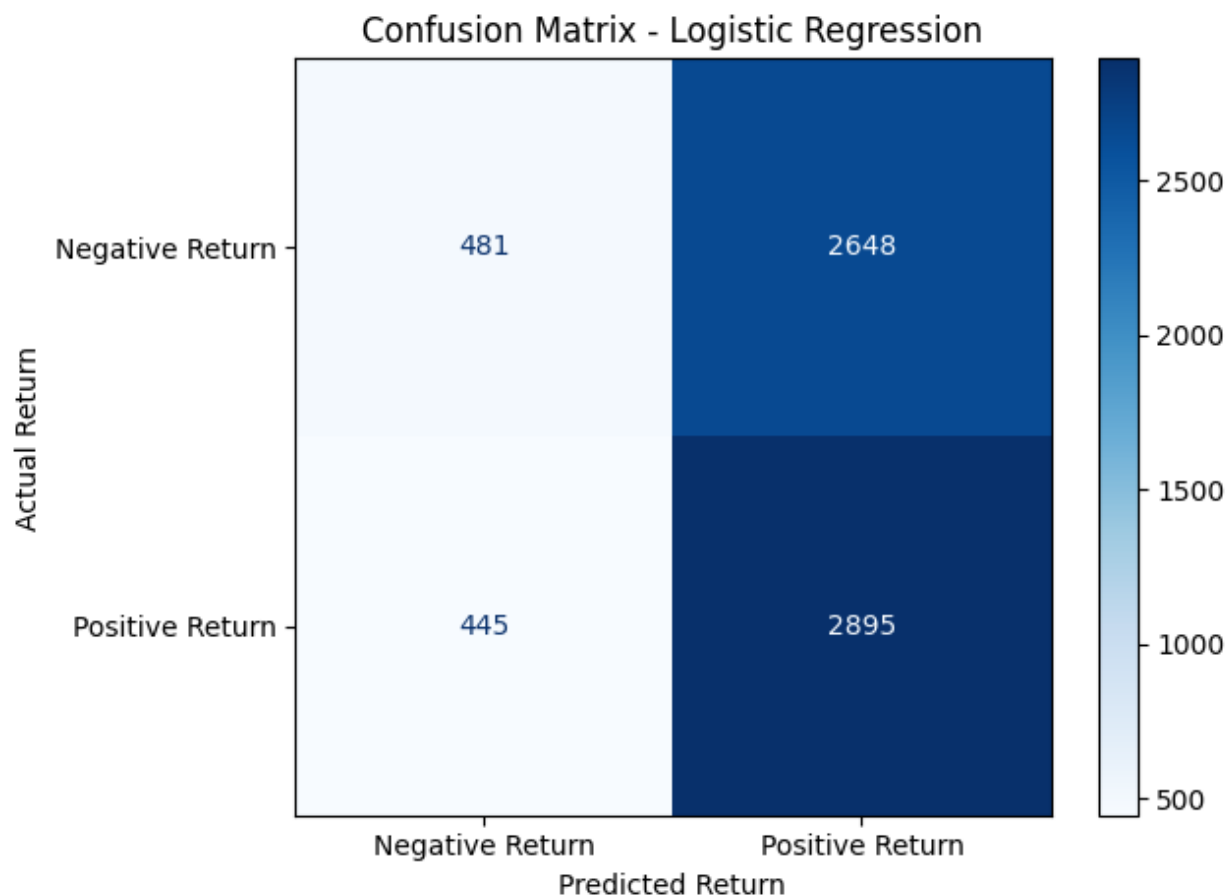 Confusion Matrix - Logistic Regression
Actual Return
Negative Return
481
2648
Positive Return
445
2895
Negative Return
Positive Return
Predicted Return
2500
2000
1500
1000
500